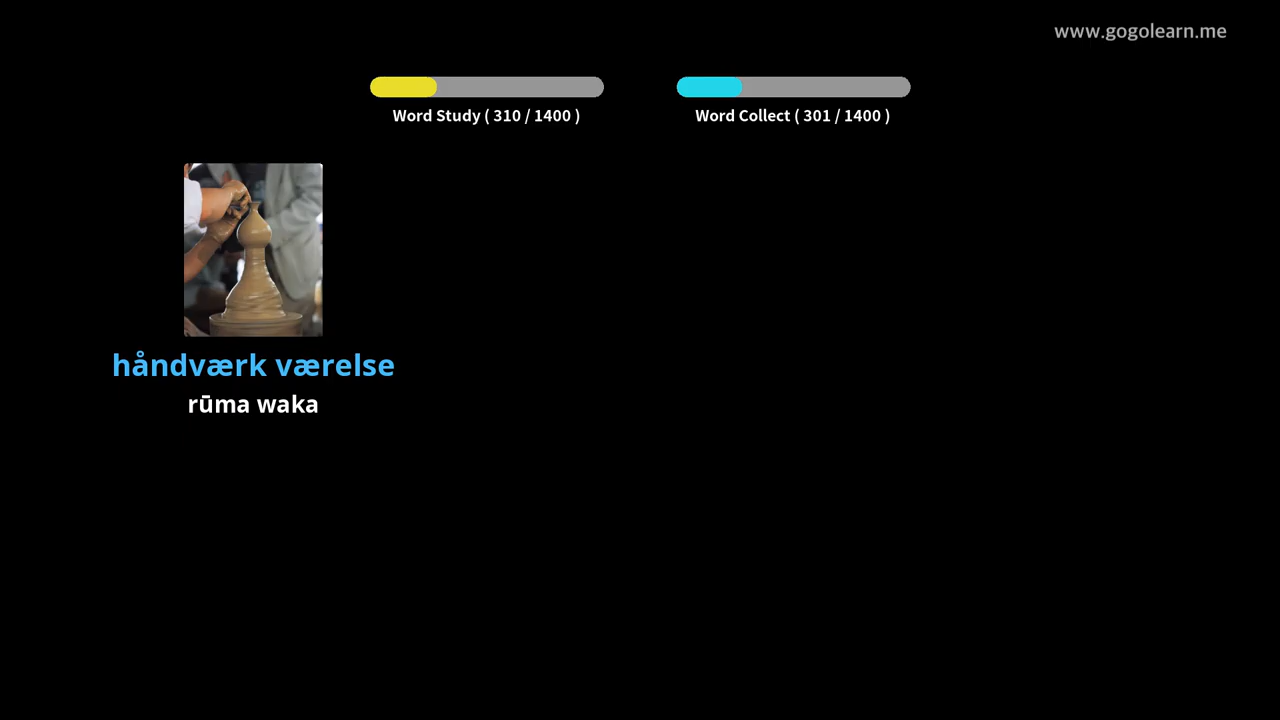 www.gogolearn.me
Word Study ( 310 / 1400 )
Word Collect ( 301 / 1400 )
håndværk værelse
rūma waka